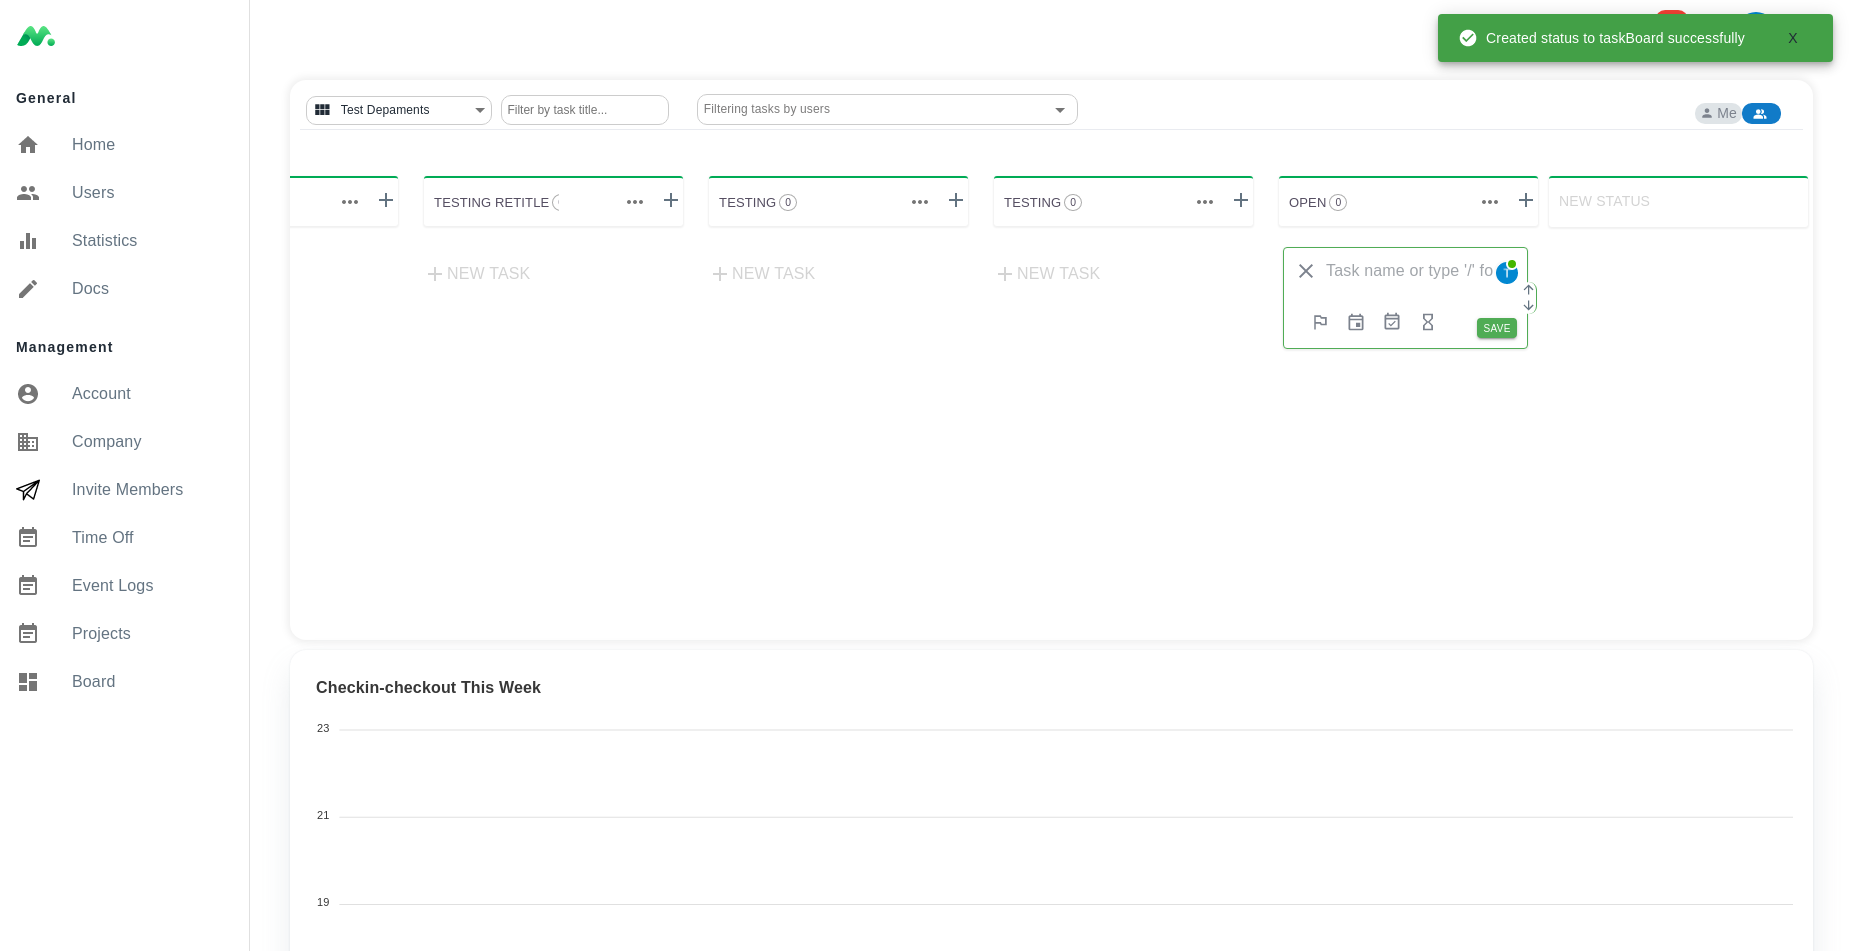 Created status to taskBoard successfully X
General
Home
Users
Statistics
Docs
Management
Account
Company
Invite Members
Time Off
Event Logs
Projects
Board
Test Depaments
Filter by task title...
Filtering tasks by users
Me
TESTING RETITLE
TESTING 0
TESTING 0
OPEN 0
NEW STATUS
NEW TASK
NEW TASK
NEW TASK
Task name or type '/' fo
T
SAVE
Checkin-checkout This Week
23
21
19